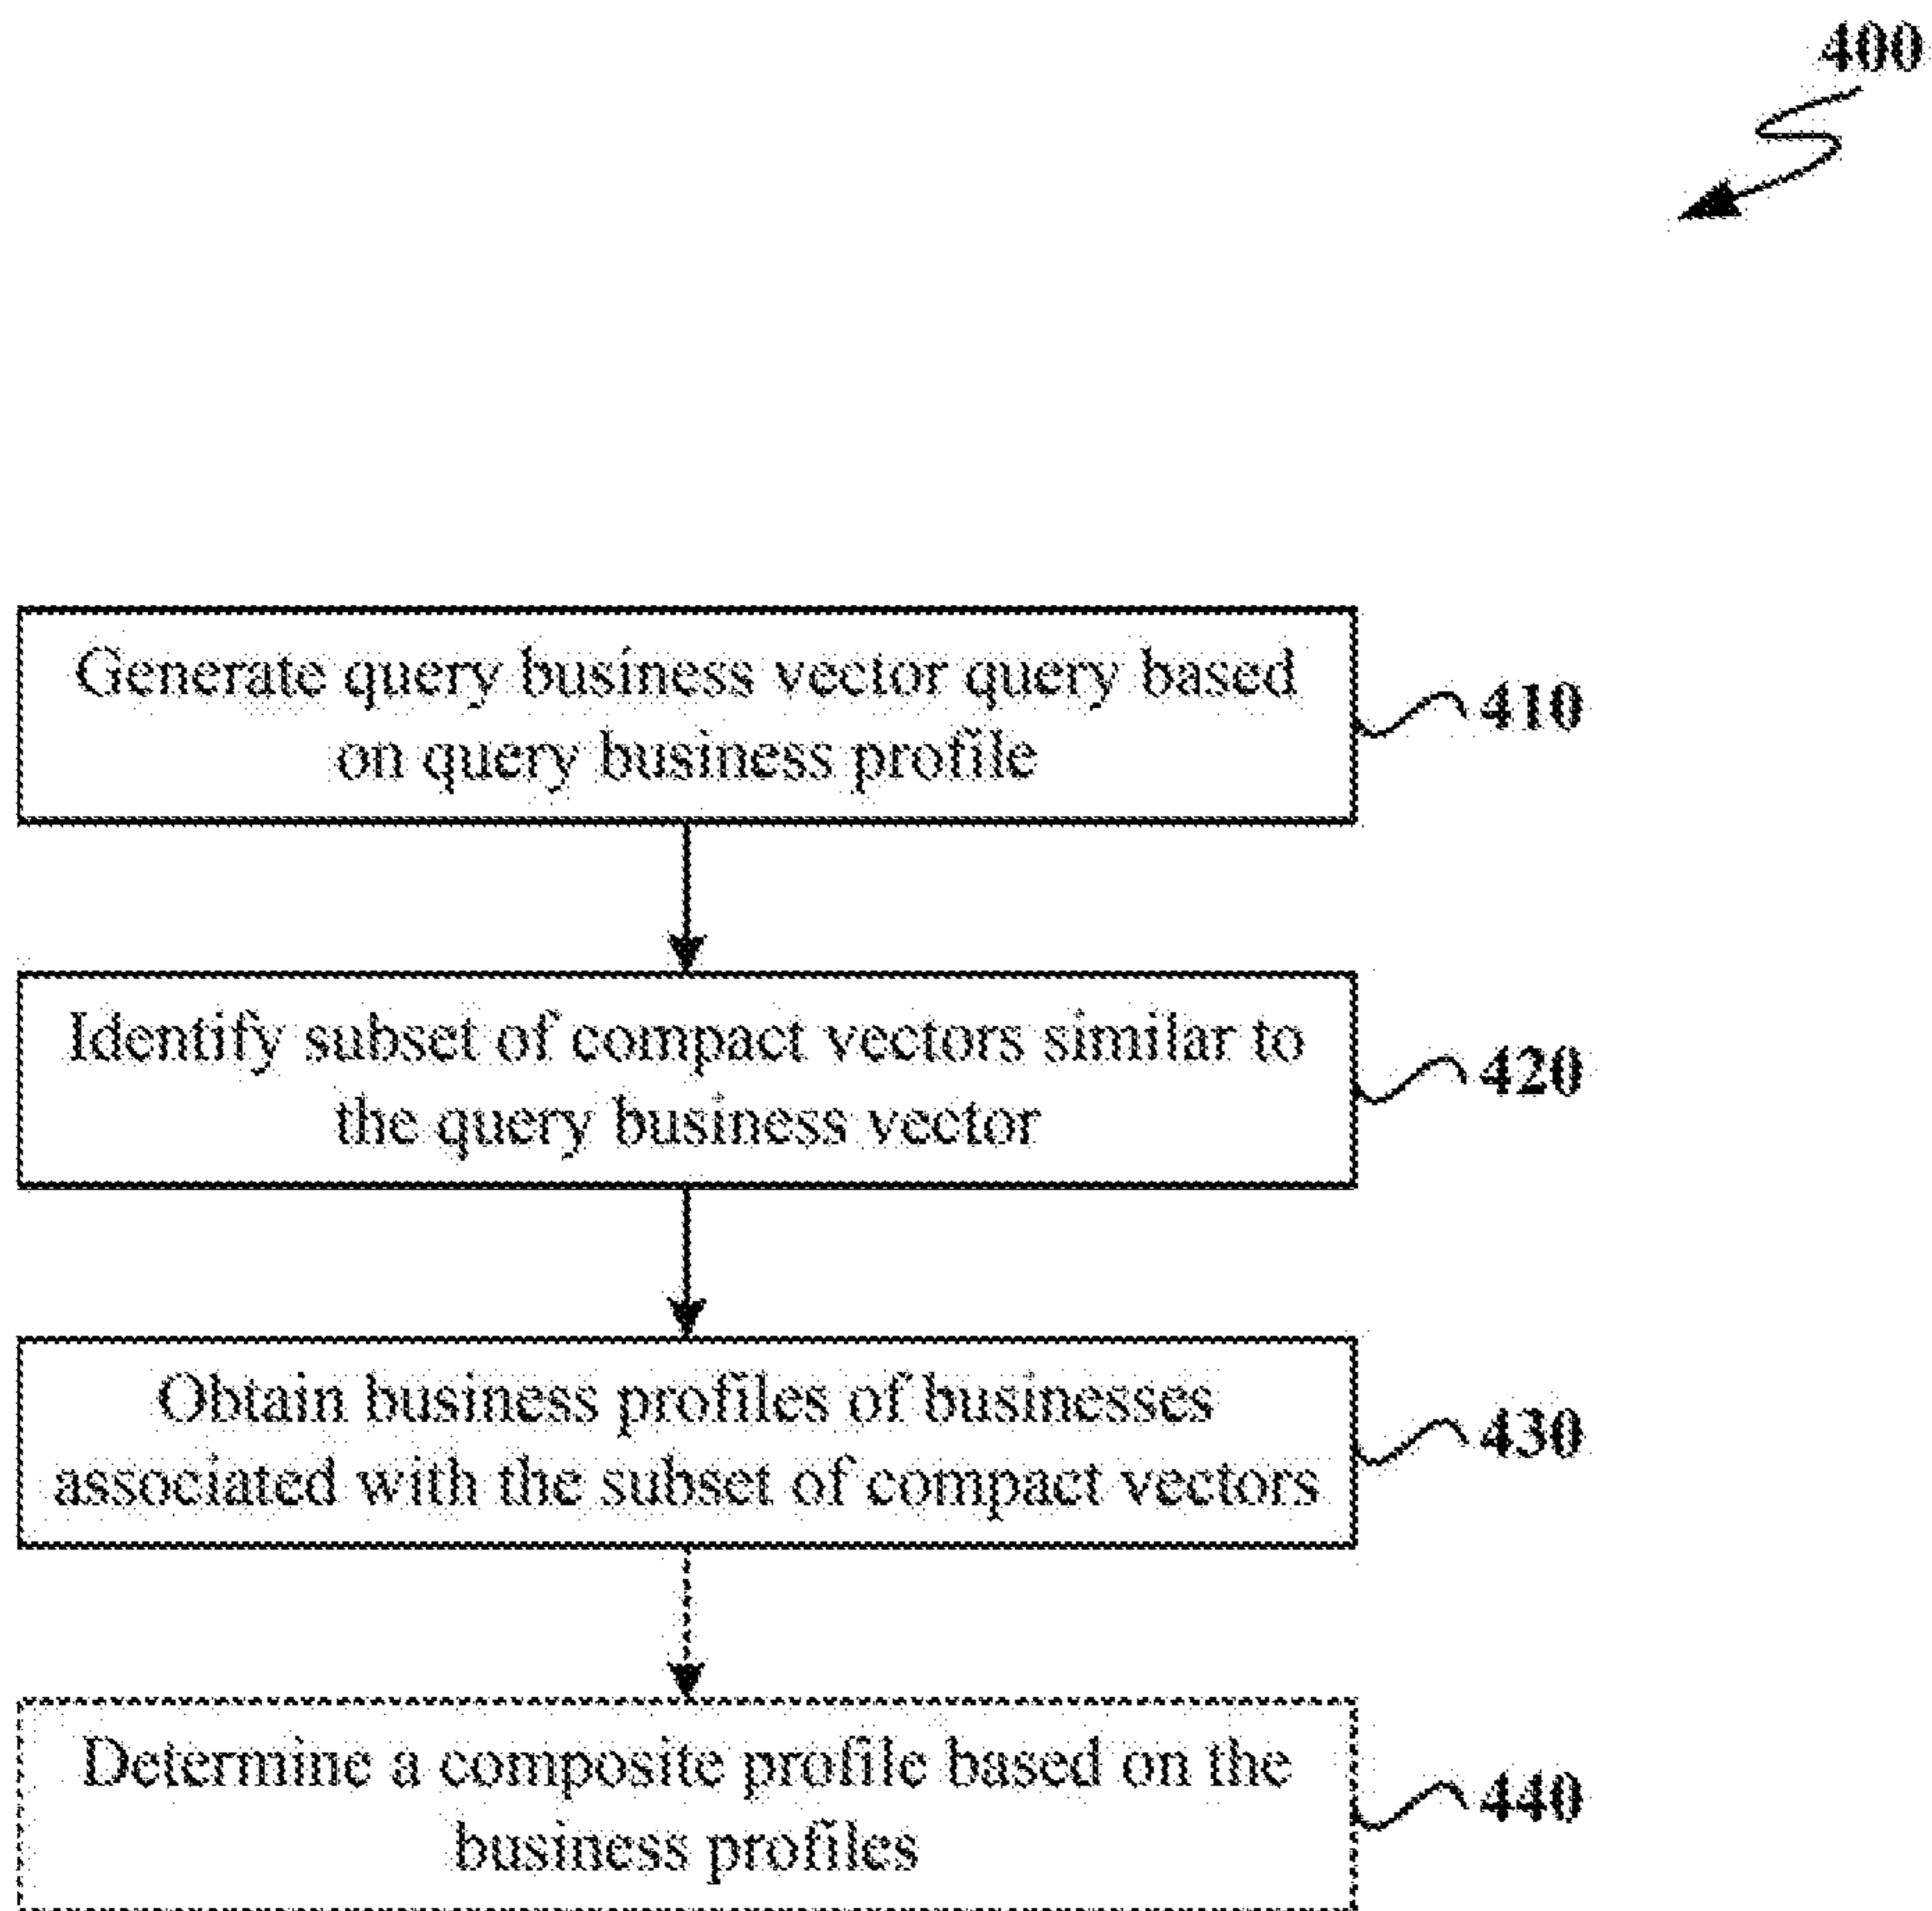 400
Generate query business vector query based
on query business profile
410
Identify subset of compact vectors similar to
the query business vector
420
Obtain business profiles of businesses
associated with the subset of compact vectors
430
Determine a composite profile based on the
business profiles
440